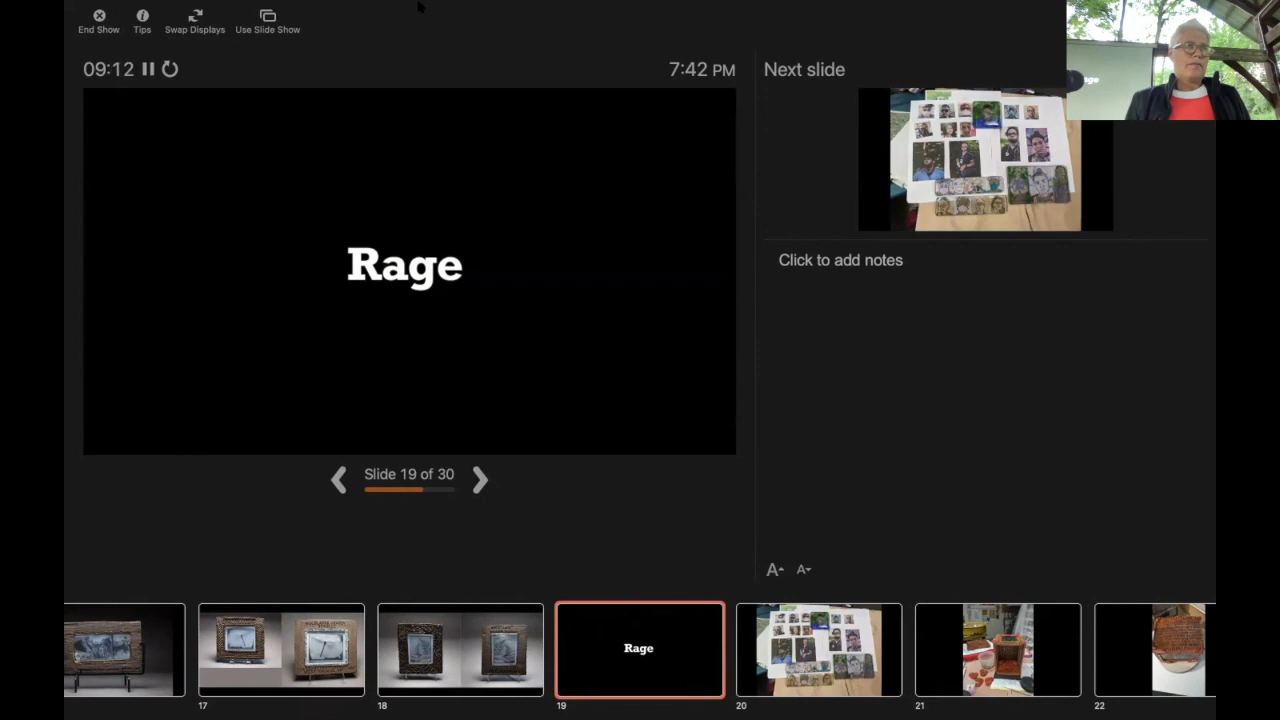 End Show Tips Swap Displays Use Slide Show
09:12 7:42 PM Next slide
Rage
Click to add notes
Slide 19 of 30
A A
Rage
17 18 19 20 21 22